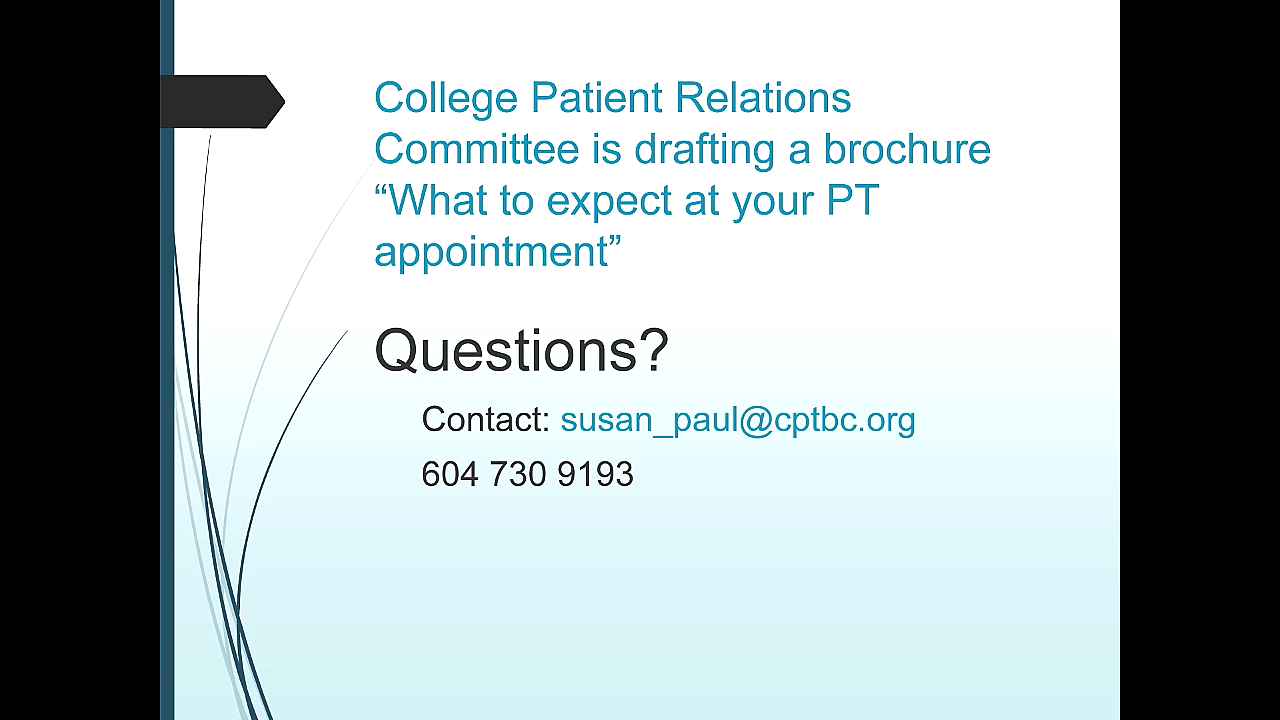 College Patient Relations
Committee is drafting a brochure
“What to expect at your PT
appointment”
Questions?
Contact: susan_paul@cptbc.org
604 730 9193